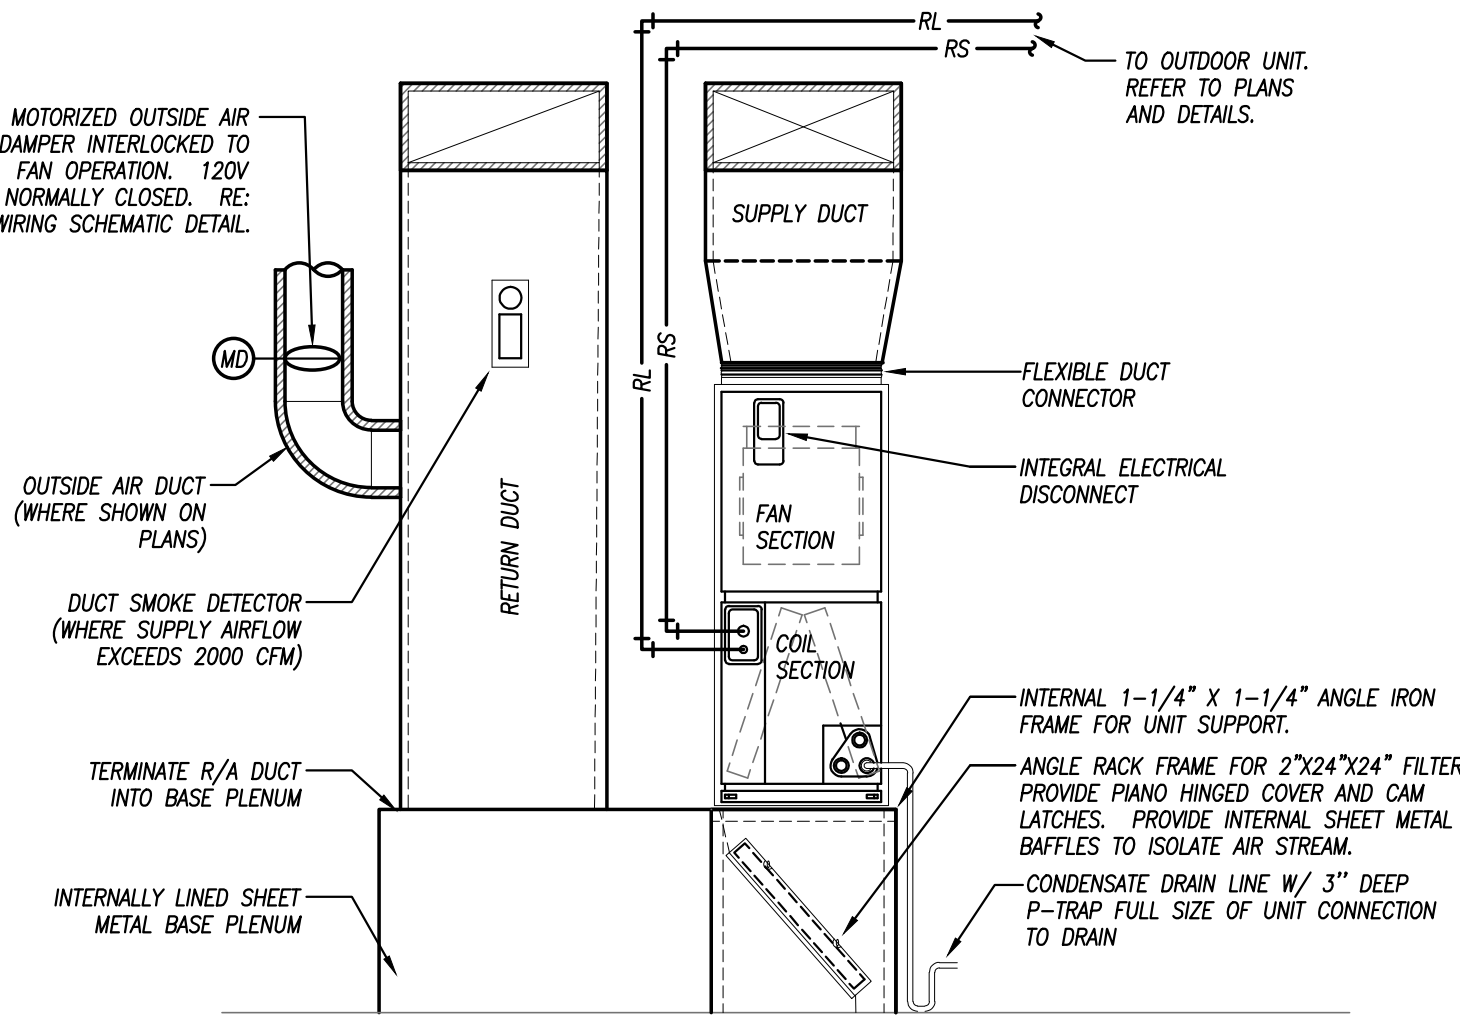 RL
RS
TO OUTDOOR UNIT.
REFER TO PLANS
AND DETAILS.
MOTORIZED OUTSIDE AIR
DAMPER INTERLOCKED TO
FAN OPERATION. 120V
NORMALLY CLOSED. RE:
WIRING SCHEMATIC DETAIL.
SUPPLY DUCT
MD
RS
RL
FLEXIBLE DUCT
CONNECTOR
INTEGRAL ELECTRICAL
DISCONNECT
OUTSIDE AIR DUCT
(WHERE SHOWN ON
PLANS)
RETURN DUCT
FAN
SECTION
DUCT SMOKE DETECTOR
(WHERE SUPPLY AIRFLOW
EXCEEDS 2000 CFM)
COIL
SECTION
INTERNAL 1-1/4" X 1-1/4" ANGLE IRON
FRAME FOR UNIT SUPPORT.
TERMINATE R/A DUCT
INTO BASE PLENUM
ANGLE RACK FRAME FOR 2"X24"X24" FILTER
PROVIDE PIANO HINGED COVER AND CAM
LATCHES. PROVIDE INTERNAL SHEET METAL
BAFFLES TO ISOLATE AIR STREAM.
INTERNALLY LINED SHEET
METAL BASE PLENUM
CONDENSATE DRAIN LINE W/ 3" DEEP
P-TRAP FULL SIZE OF UNIT CONNECTION
TO DRAIN